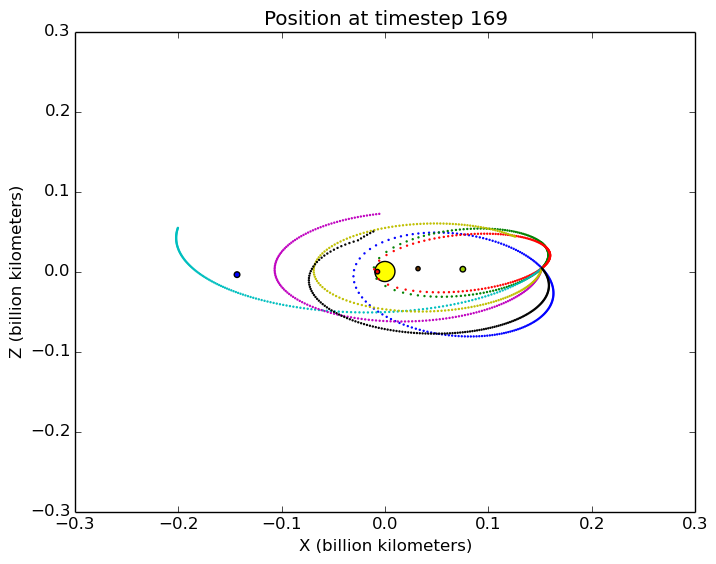 Position at timestep 169
0.3
0.2
0.1
0.0
−0.1
−0.2
−0.3
Z (billion kilometers)
−0.3 −0.2 −0.1 0.0 0.1 0.2 0.3
X (billion kilometers)